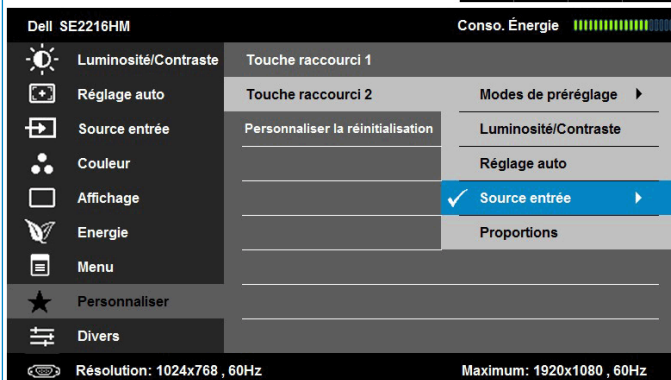 Dell SE2216HM Conso. Énergie
Luminosité/Contraste Touche raccourci 1
Réglage auto Touche raccourci 2 Modes de préréglage
Source entrée Personnaliser la réinitialisation Luminosité/Contraste
Couleur Réglage auto
Affichage Source entrée
Energie Proportions
Menu
Personnaliser
Divers
Résolution: 1024x768 , 60Hz Maximum: 1920x1080 , 60Hz